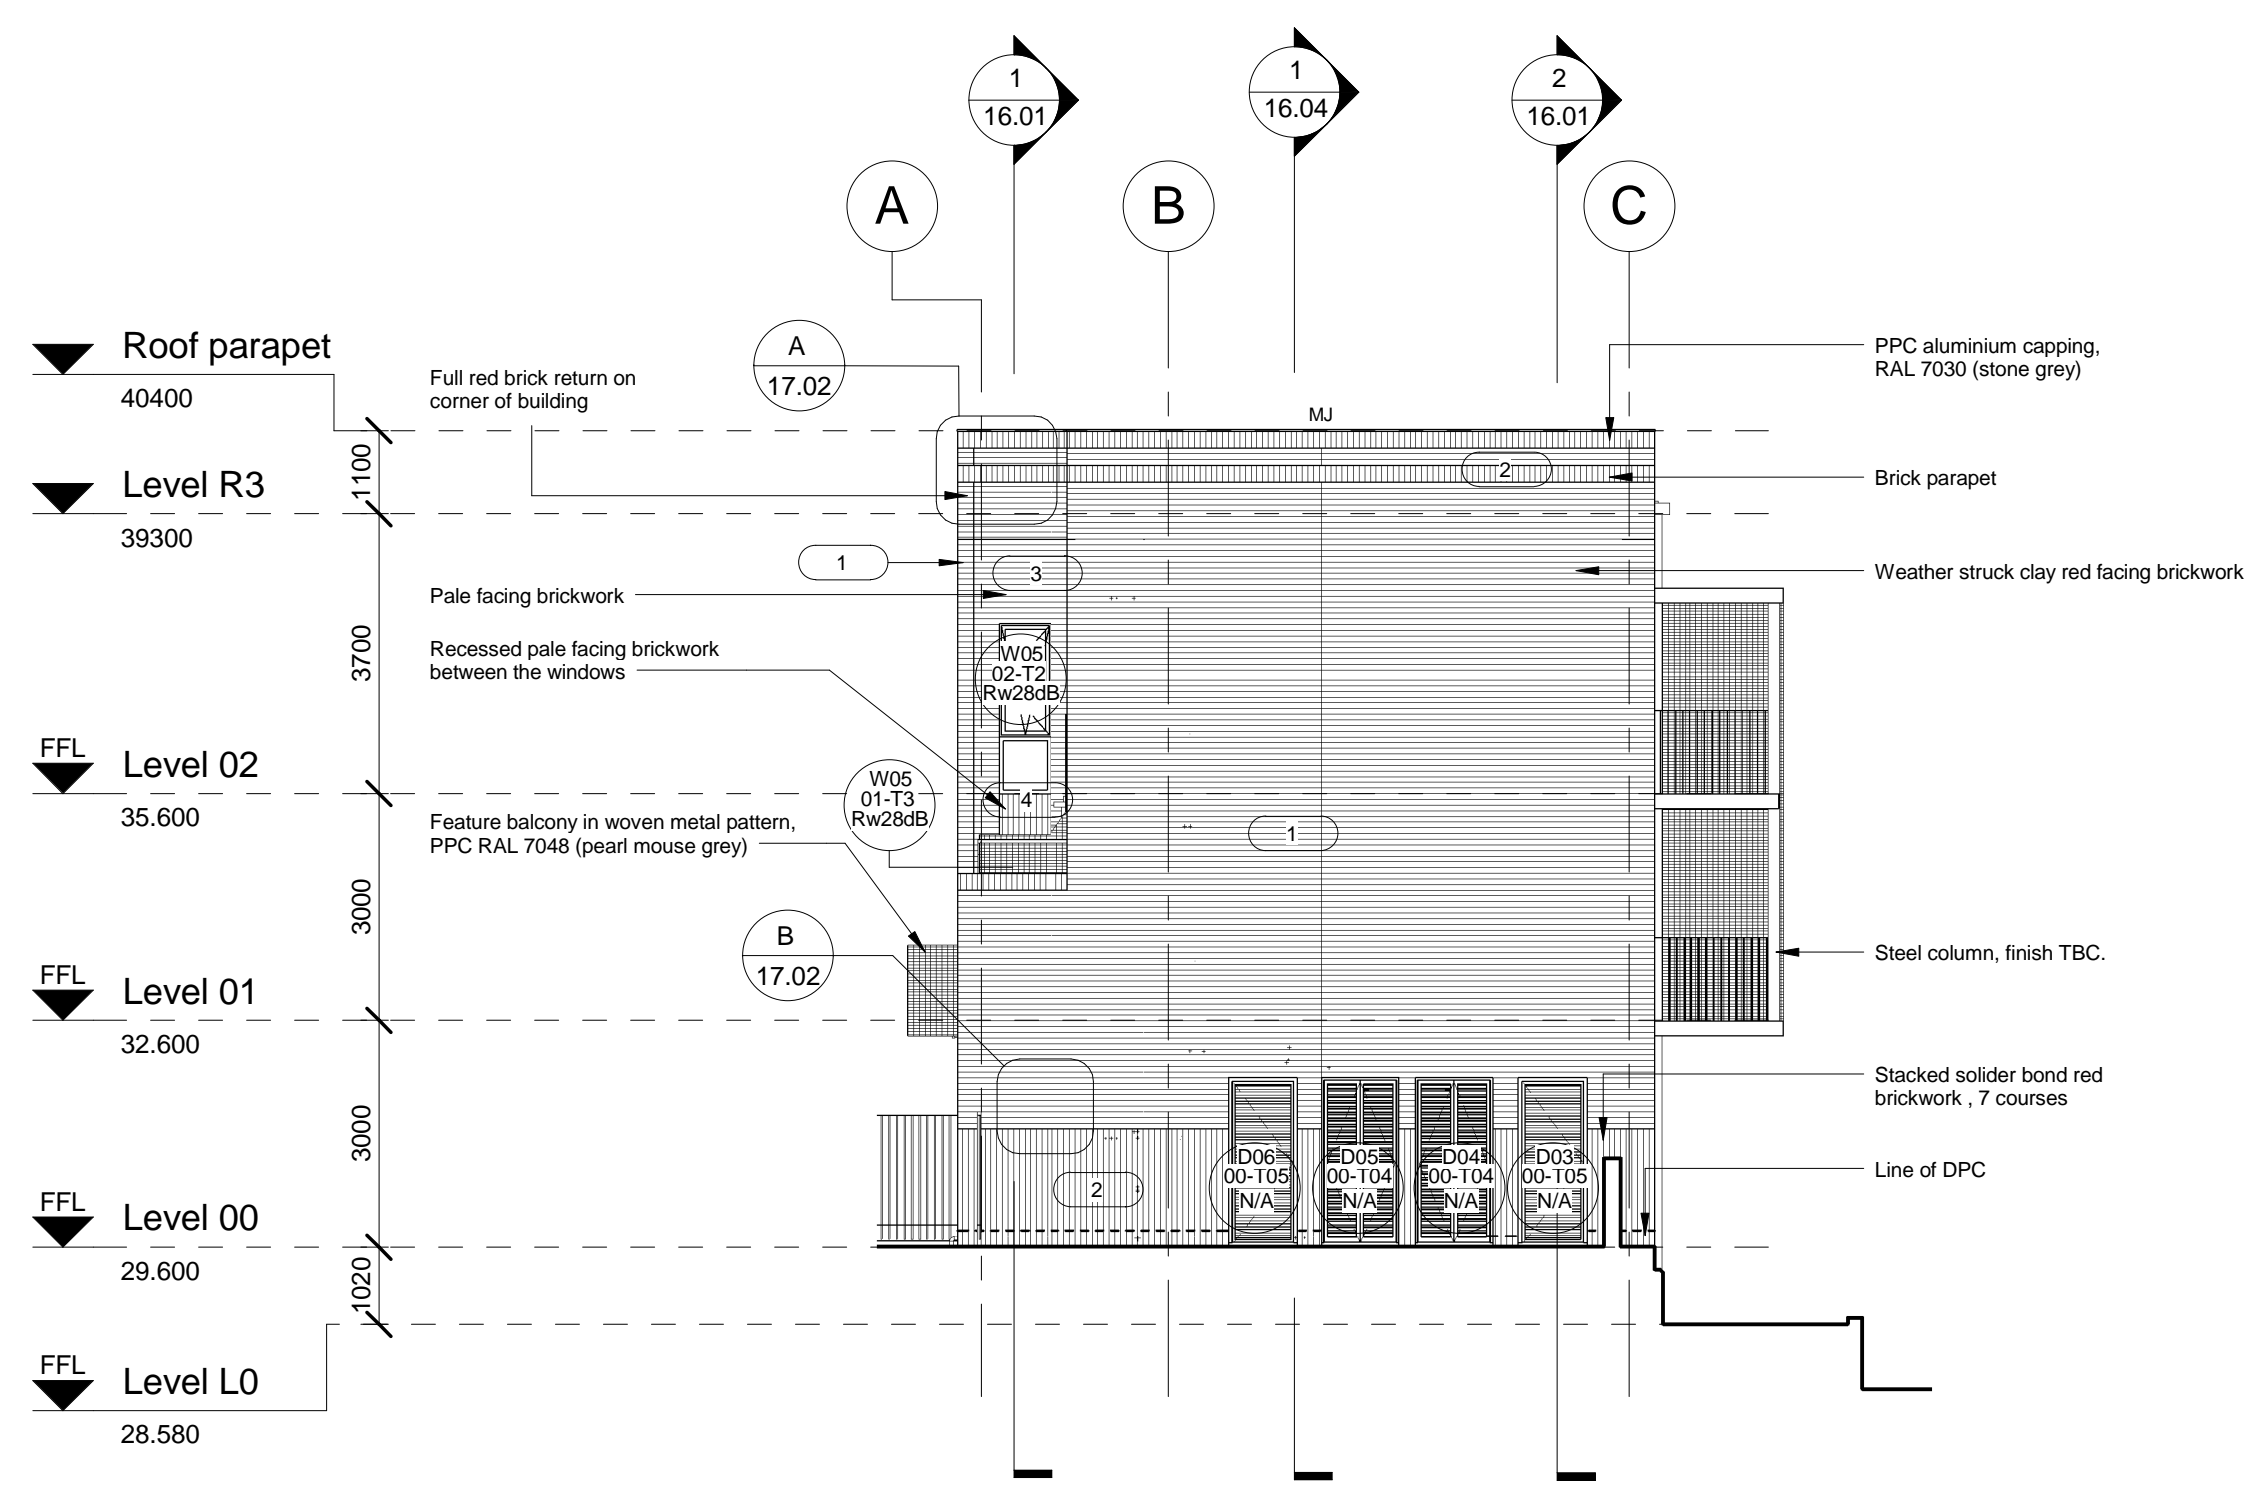 1
16.01
1
16.04
2
16.01
A
B
C
Roof parapet
40400
Level R3
39300
FFL
Level 02
35.600
FFL
Level 01
32.600
FFL
Level 00
29.600
FFL
Level L0
28.580
1100
3700
3000
3000
1020
Full red brick return on
corner of building
A
17.02
1
Pale facing brickwork
Recessed pale facing brickwork
between the windows
W05
01-T3
Rw28dB
Feature balcony in woven metal pattern,
PPC RAL 7048 (pearl mouse grey)
B
17.02
MJ
2
3
W05
02-T2
Rw28dB
4
1
2
D06
00-T05
N/A
D05
00-T04
N/A
D04
00-T04
N/A
D03
00-T05
N/A
PPC aluminium capping,
RAL 7030 (stone grey)
Brick parapet
Weather struck clay red facing brickwork
Steel column, finish TBC.
Stacked solider bond red
brickwork , 7 courses
Line of DPC